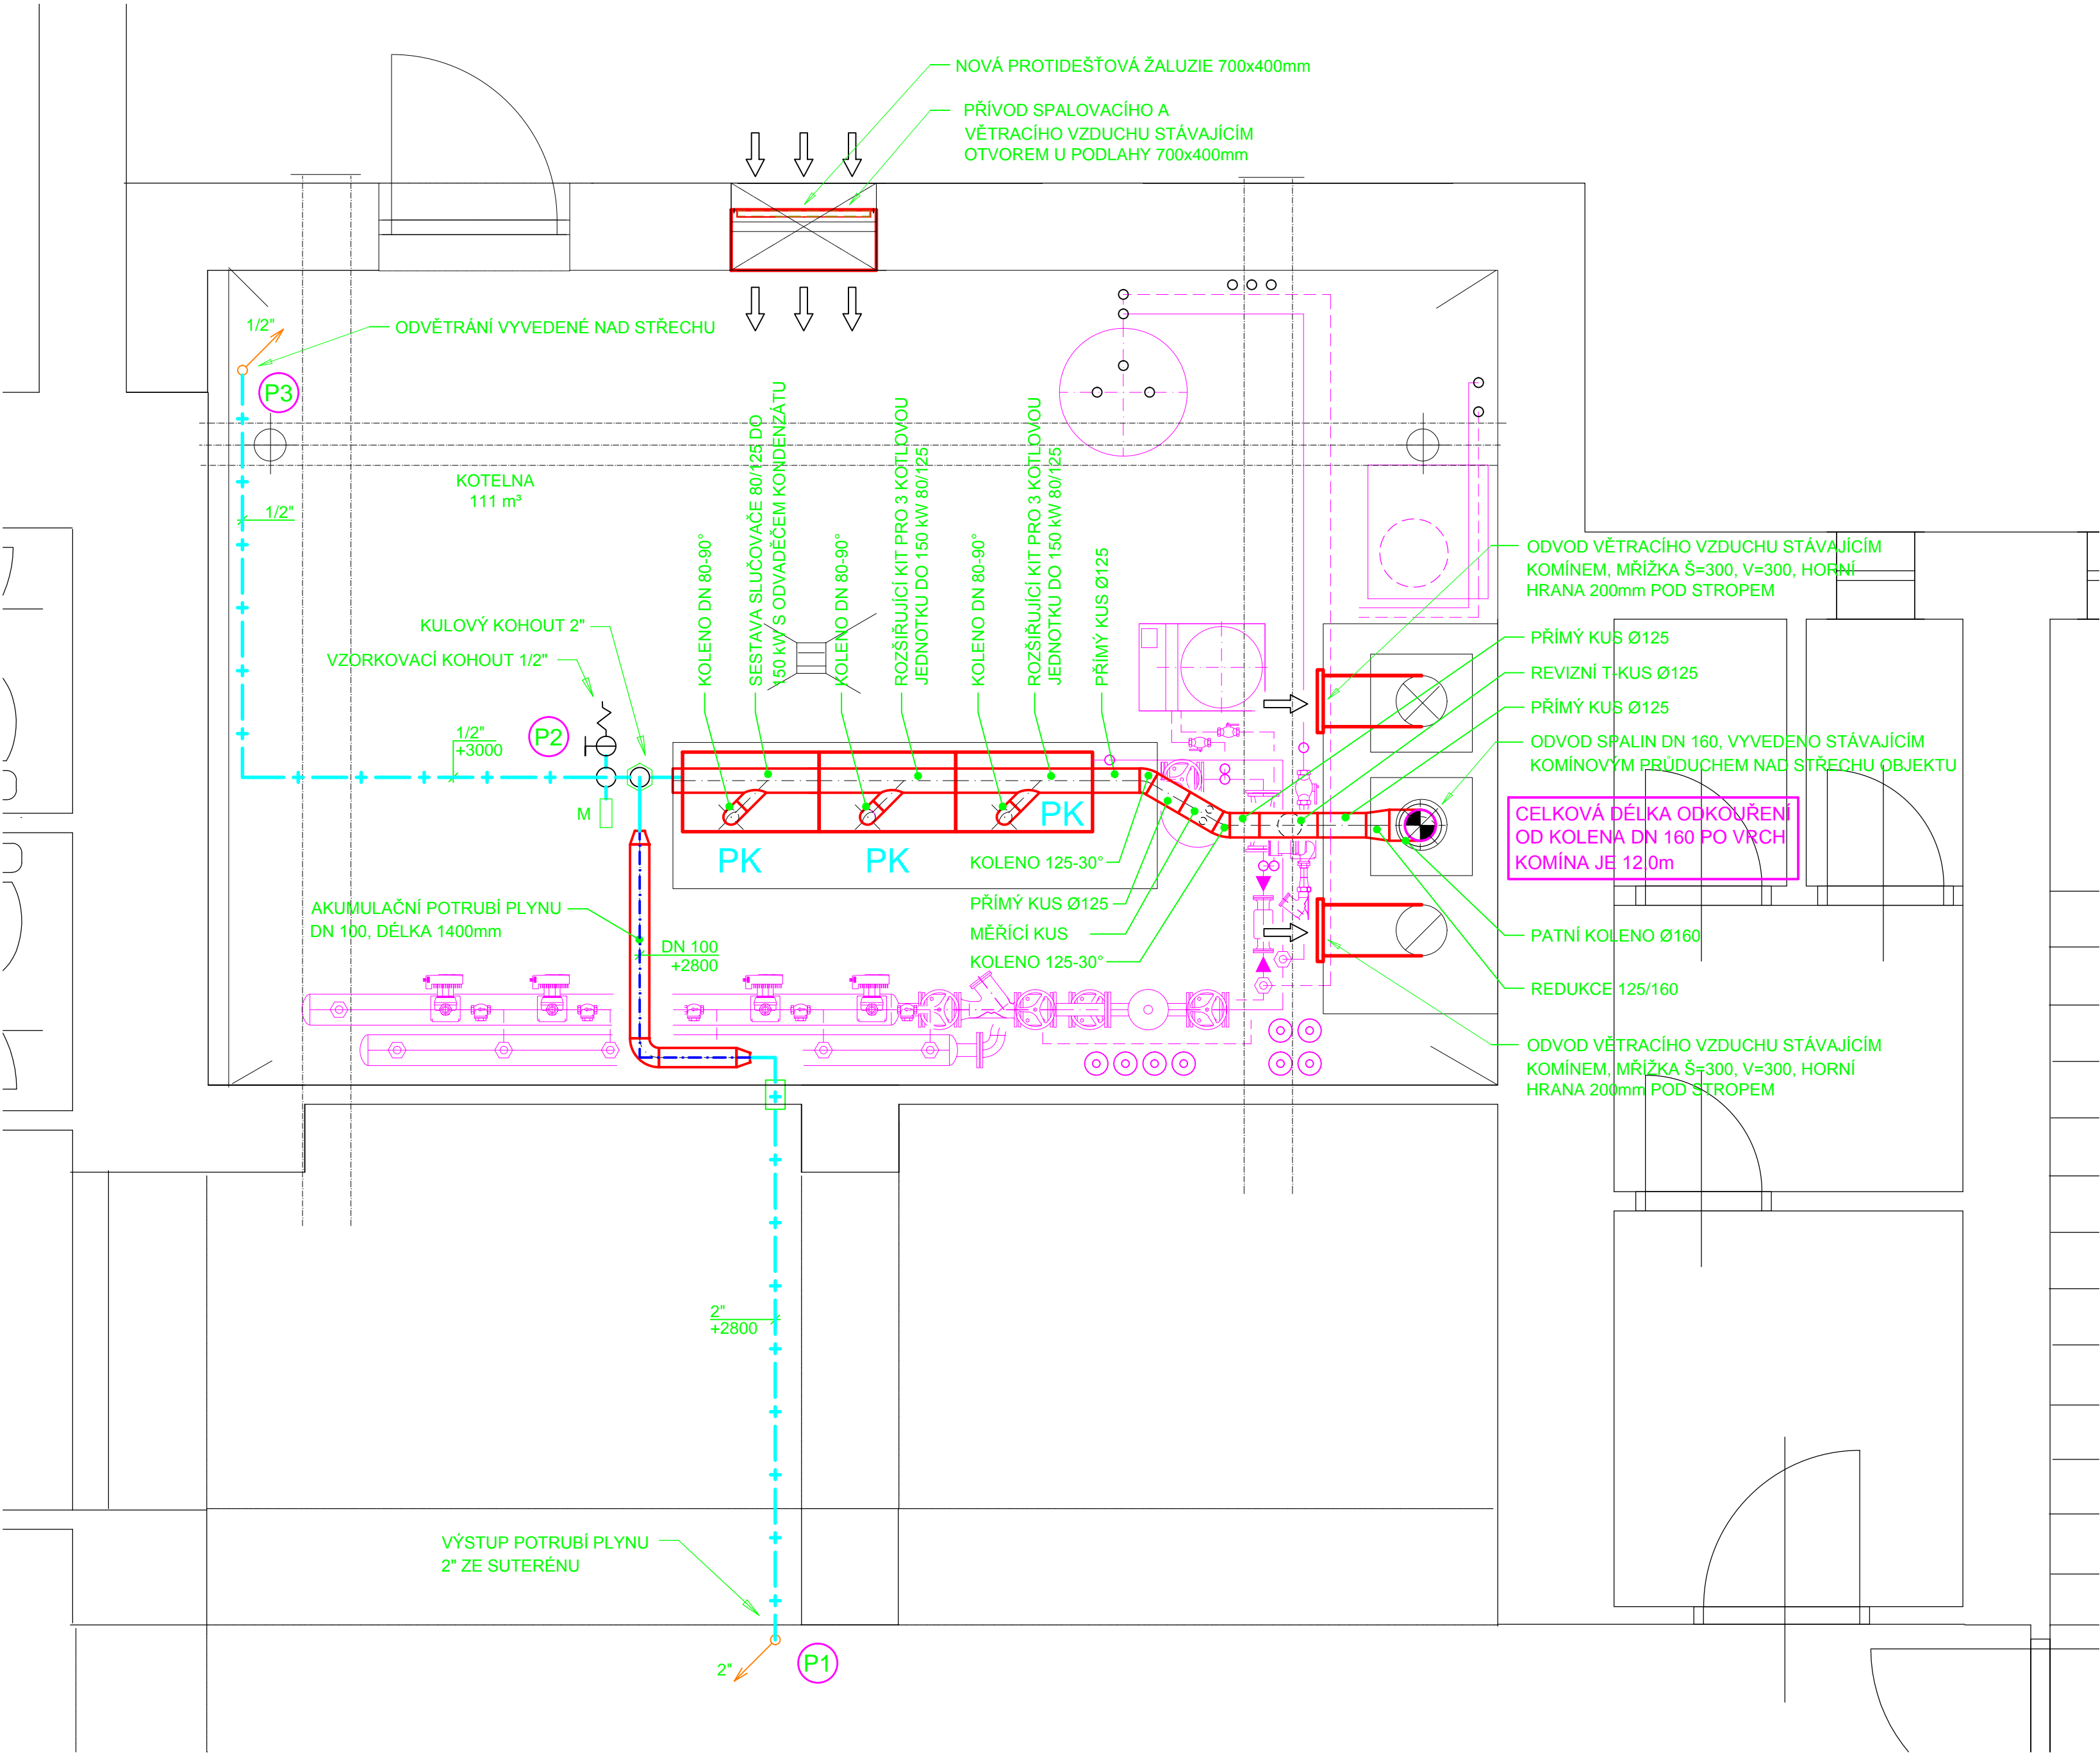 NOVÁ PROTIDEŠŤOVÁ ŽALUZIE 700x400mm
PŘÍVOD SPALOVACÍHO A
VĚTRACÍHO VZDUCHU STÁVAJÍCÍM
OTVOREM U PODLAHY 700x400mm
1/2"
ODVĚTRÁNÍ VYVEDENÉ NAD STŘECHU
P3
KOTELNA
111 m³
1/2"
KOLENO DN 80-90°
SESTAVA SLUČOVAČE 80/125 DO
150 kW S ODVADĚČEM KONDENZÁTU
KOLENO DN 80-90°
ROZŠIŘUJÍCÍ KIT PRO 3 KOTLOVOU
JEDNOTKU DO 150 kW 80/125
KOLENO DN 80-90°
ROZŠIŘUJÍCÍ KIT PRO 3 KOTLOVOU
JEDNOTKU DO 150 kW 80/125
PŘÍMÝ KUS Ø125
ODVOD VĚTRACÍHO VZDUCHU STÁVAJÍCÍM
KOMÍNEM, MŘÍŽKA Š=300, V=300, HORNÍ
HRANA 200mm POD STROPEM
KULOVÝ KOHOUT 2"
VZORKOVACÍ KOHOUT 1/2"
PŘÍMÝ KUS Ø125
REVIZNÍ T-KUS Ø125
PŘÍMÝ KUS Ø125
1/2"
+3000
P2
ODVOD SPALIN DN 160, VYVEDENO STÁVAJÍCÍM
KOMÍNOVÝM PRŮDUCHEM NAD STŘECHU OBJEKTU
M
PK
PK
PK
CELKOVÁ DÉLKA ODKOUŘENÍ
OD KOLENA DN 160 PO VRCH
KOMÍNA JE 12.0m
KOLENO 125-30°
PŘÍMÝ KUS Ø125
MĚŘÍCÍ KUS
KOLENO 125-30°
AKUMULAČNÍ POTRUBÍ PLYNU
DN 100, DÉLKA 1400mm
DN 100
+2800
PATNÍ KOLENO Ø160
REDUKCE 125/160
ODVOD VĚTRACÍHO VZDUCHU STÁVAJÍCÍM
KOMÍNEM, MŘÍŽKA Š=300, V=300, HORNÍ
HRANA 200mm POD STROPEM
2"
+2800
VÝSTUP POTRUBÍ PLYNU
2" ZE SUTERÉNU
2"
P1